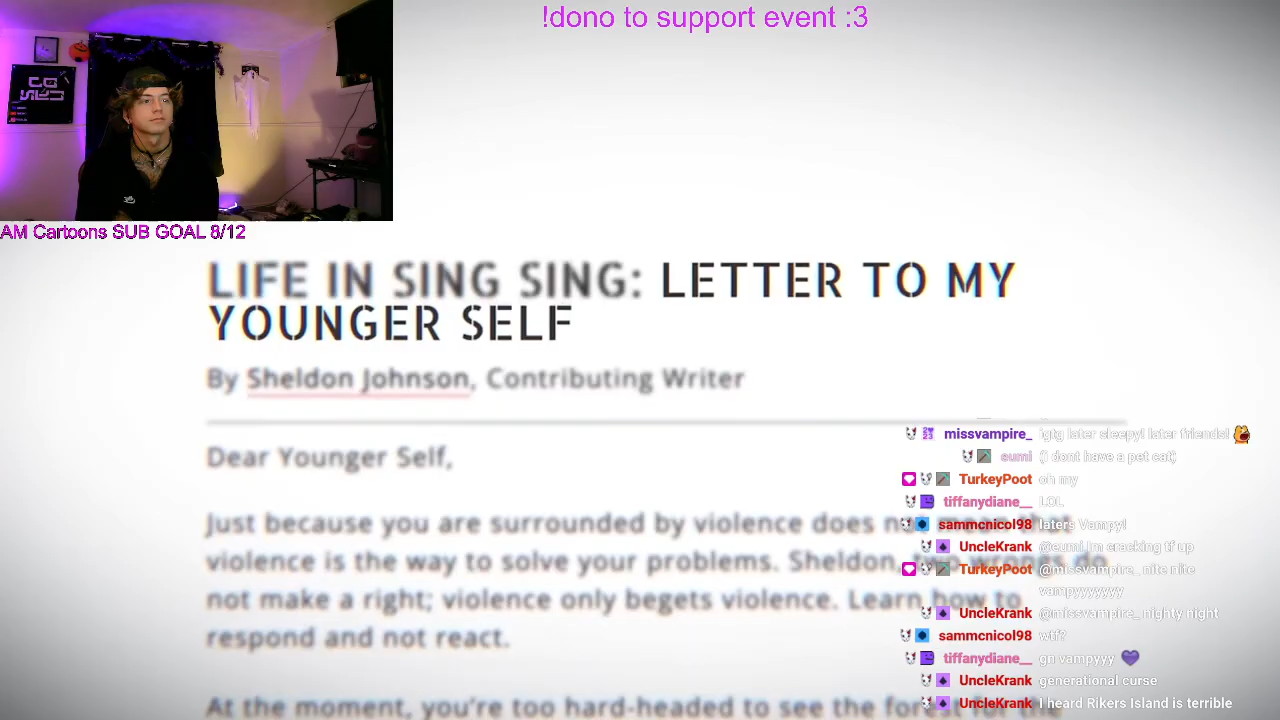 !dono to support event :3
AM Cartoons SUB GOAL 8/12
LIFE IN SING SING: LETTER TO MY
YOUNGER SELF
By Sheldon Johnson, Contributing Writer
Dear Younger Self,
Just because you are surrounded by violence does
is the way to solve your problems. Sheldon,
not make a right; violence only begets violence. Learn how to
respond and not react.
At the moment, you're too hard-headed to see the forest for the
missvampire_ igtg later sleepy! later friends!
eumi (i dont have a pet cat)
TurkeyPoot oh my
tiffanydiane__ LOL
sammcnicol98 laters Vampy!
UncleKrank @eumi Im cracking tf up
TurkeyPoot @missvampire_ nite nite
vampyyyyyyy
UncleKrank @missvampire_ nighty night
sammcnicol98 wtf?
tiffanydiane__ gn vampyyy 💜
UncleKrank generational curse
UncleKrank I heard Rikers Island is terrible